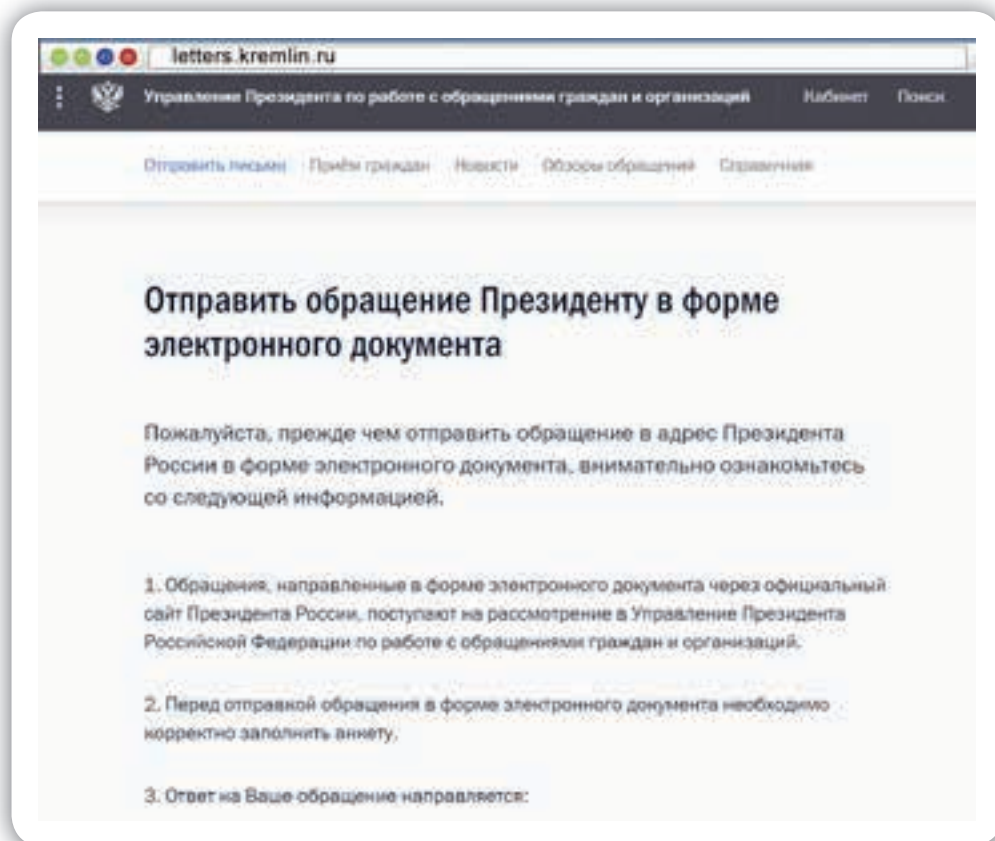 letters.kremlin.ru
Управление Президента по работе с обращениями граждан и организаций Кабинет Поиск
Отправить письмо Приём граждан Новости Обзоры обращений Справочная
Отправить обращение Президенту в форме
электронного документа
Пожалуйста, прежде чем отправить обращение в адрес Президента
России в форме электронного документа, внимательно ознакомьтесь
со следующей информацией.
1. Обращения, направленные в форме электронного документа через официальный
сайт Президента России, поступают на рассмотрение в Управление Президента
Российской Федерации по работе с обращениями граждан и организаций.
2. Перед отправкой обращения в форме электронного документа необходимо
корректно заполнить анкету.
3. Ответ на Ваше обращение направляется: